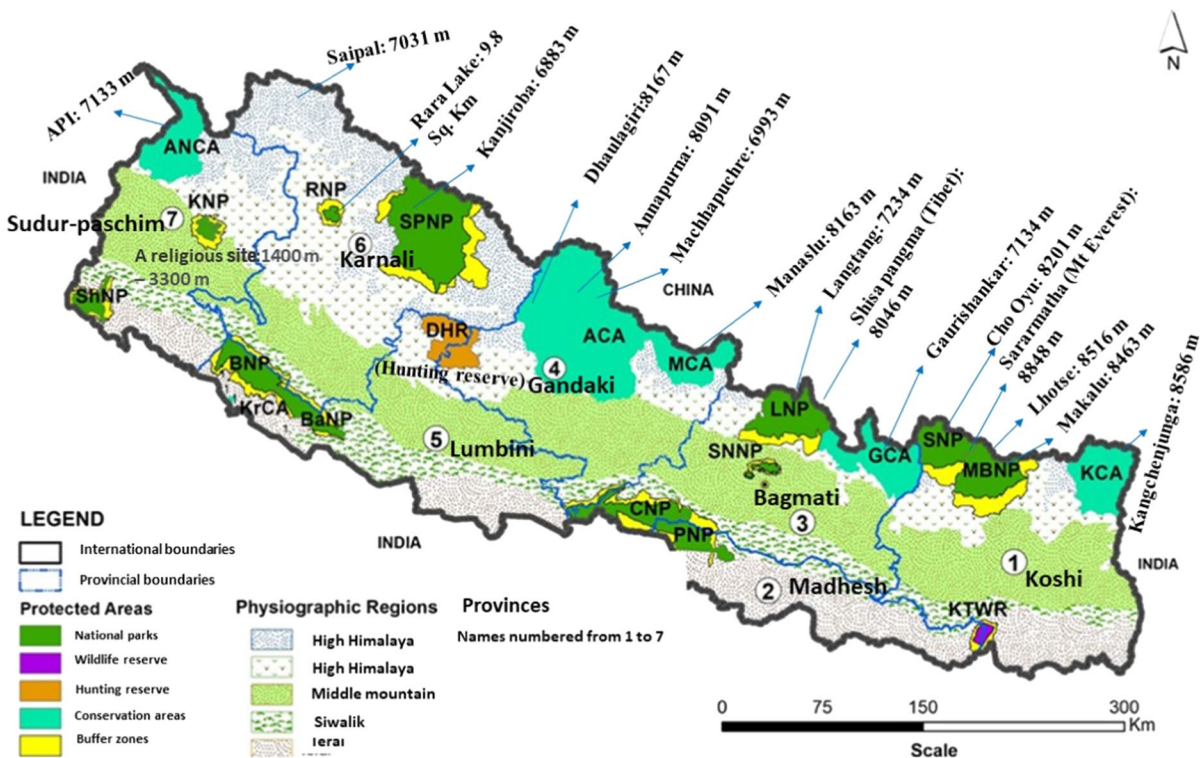 API: 7133 m
Saipal: 7031 m
Rara Lake: 9.8
Sq. Km
Kanjiroba: 6883 m
Dhaulagiri:8167 m
Annapurna: 8091 m
Machhapuchre: 6993 m
Manaslu: 8163 m
Langtang: 7234 m
Shisa pangma (Tibet):
8046 m
Gaurishankar: 7134 m
Cho Oyu: 8201 m
Sararmatha (Mt Everest):
8848 m
Lhotse: 8516 m
Makalu: 8463 m
Kangchenjunga: 8586 m
N
INDIA
CHINA
INDIA
INDIA
ANCA
KNP
RNP
SPNP
Sudur-paschim 7
6
Karnali
A religious site:1400 m
– 3300 m
ShNP
DHR
(Hunting reserve)
ACA
4
Gandaki
MCA
BNP
KrCA
BaNP
5 Lumbini
LNP
SNNP
GCA
SNP
MBNP
KCA
Bagmati
3
CNP
PNP
2 Madhesh
1 Koshi
KTWR
LEGEND
International boundaries
Provincial boundaries
Protected Areas
National parks
Wildlife reserve
Hunting reserve
Conservation areas
Buffer zones
Physiographic Regions
High Himalaya
High Himalaya
Middle mountain
Siwalik
Terai
Provinces
Names numbered from 1 to 7
0 75 150 300
Km
Scale